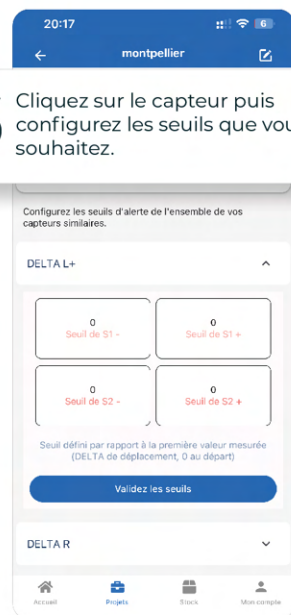 20:17
6
montpellier
Cliquez sur le capteur puis
configurez les seuils que vou
souhaitez.
Configurez les seuils d'alerte de l'ensemble de vos
capteurs similaires.
DELTA L+
0
Seuil de S1 -
0
Seuil de S1 +
0
Seuil de S2 -
0
Seuil de S2 +
Seuil défini par rapport à la première valeur mesurée
(DELTA de déplacement, 0 au départ)
Validez les seuils
DELTA R
Accueil
Projets
Stock
Mon compte